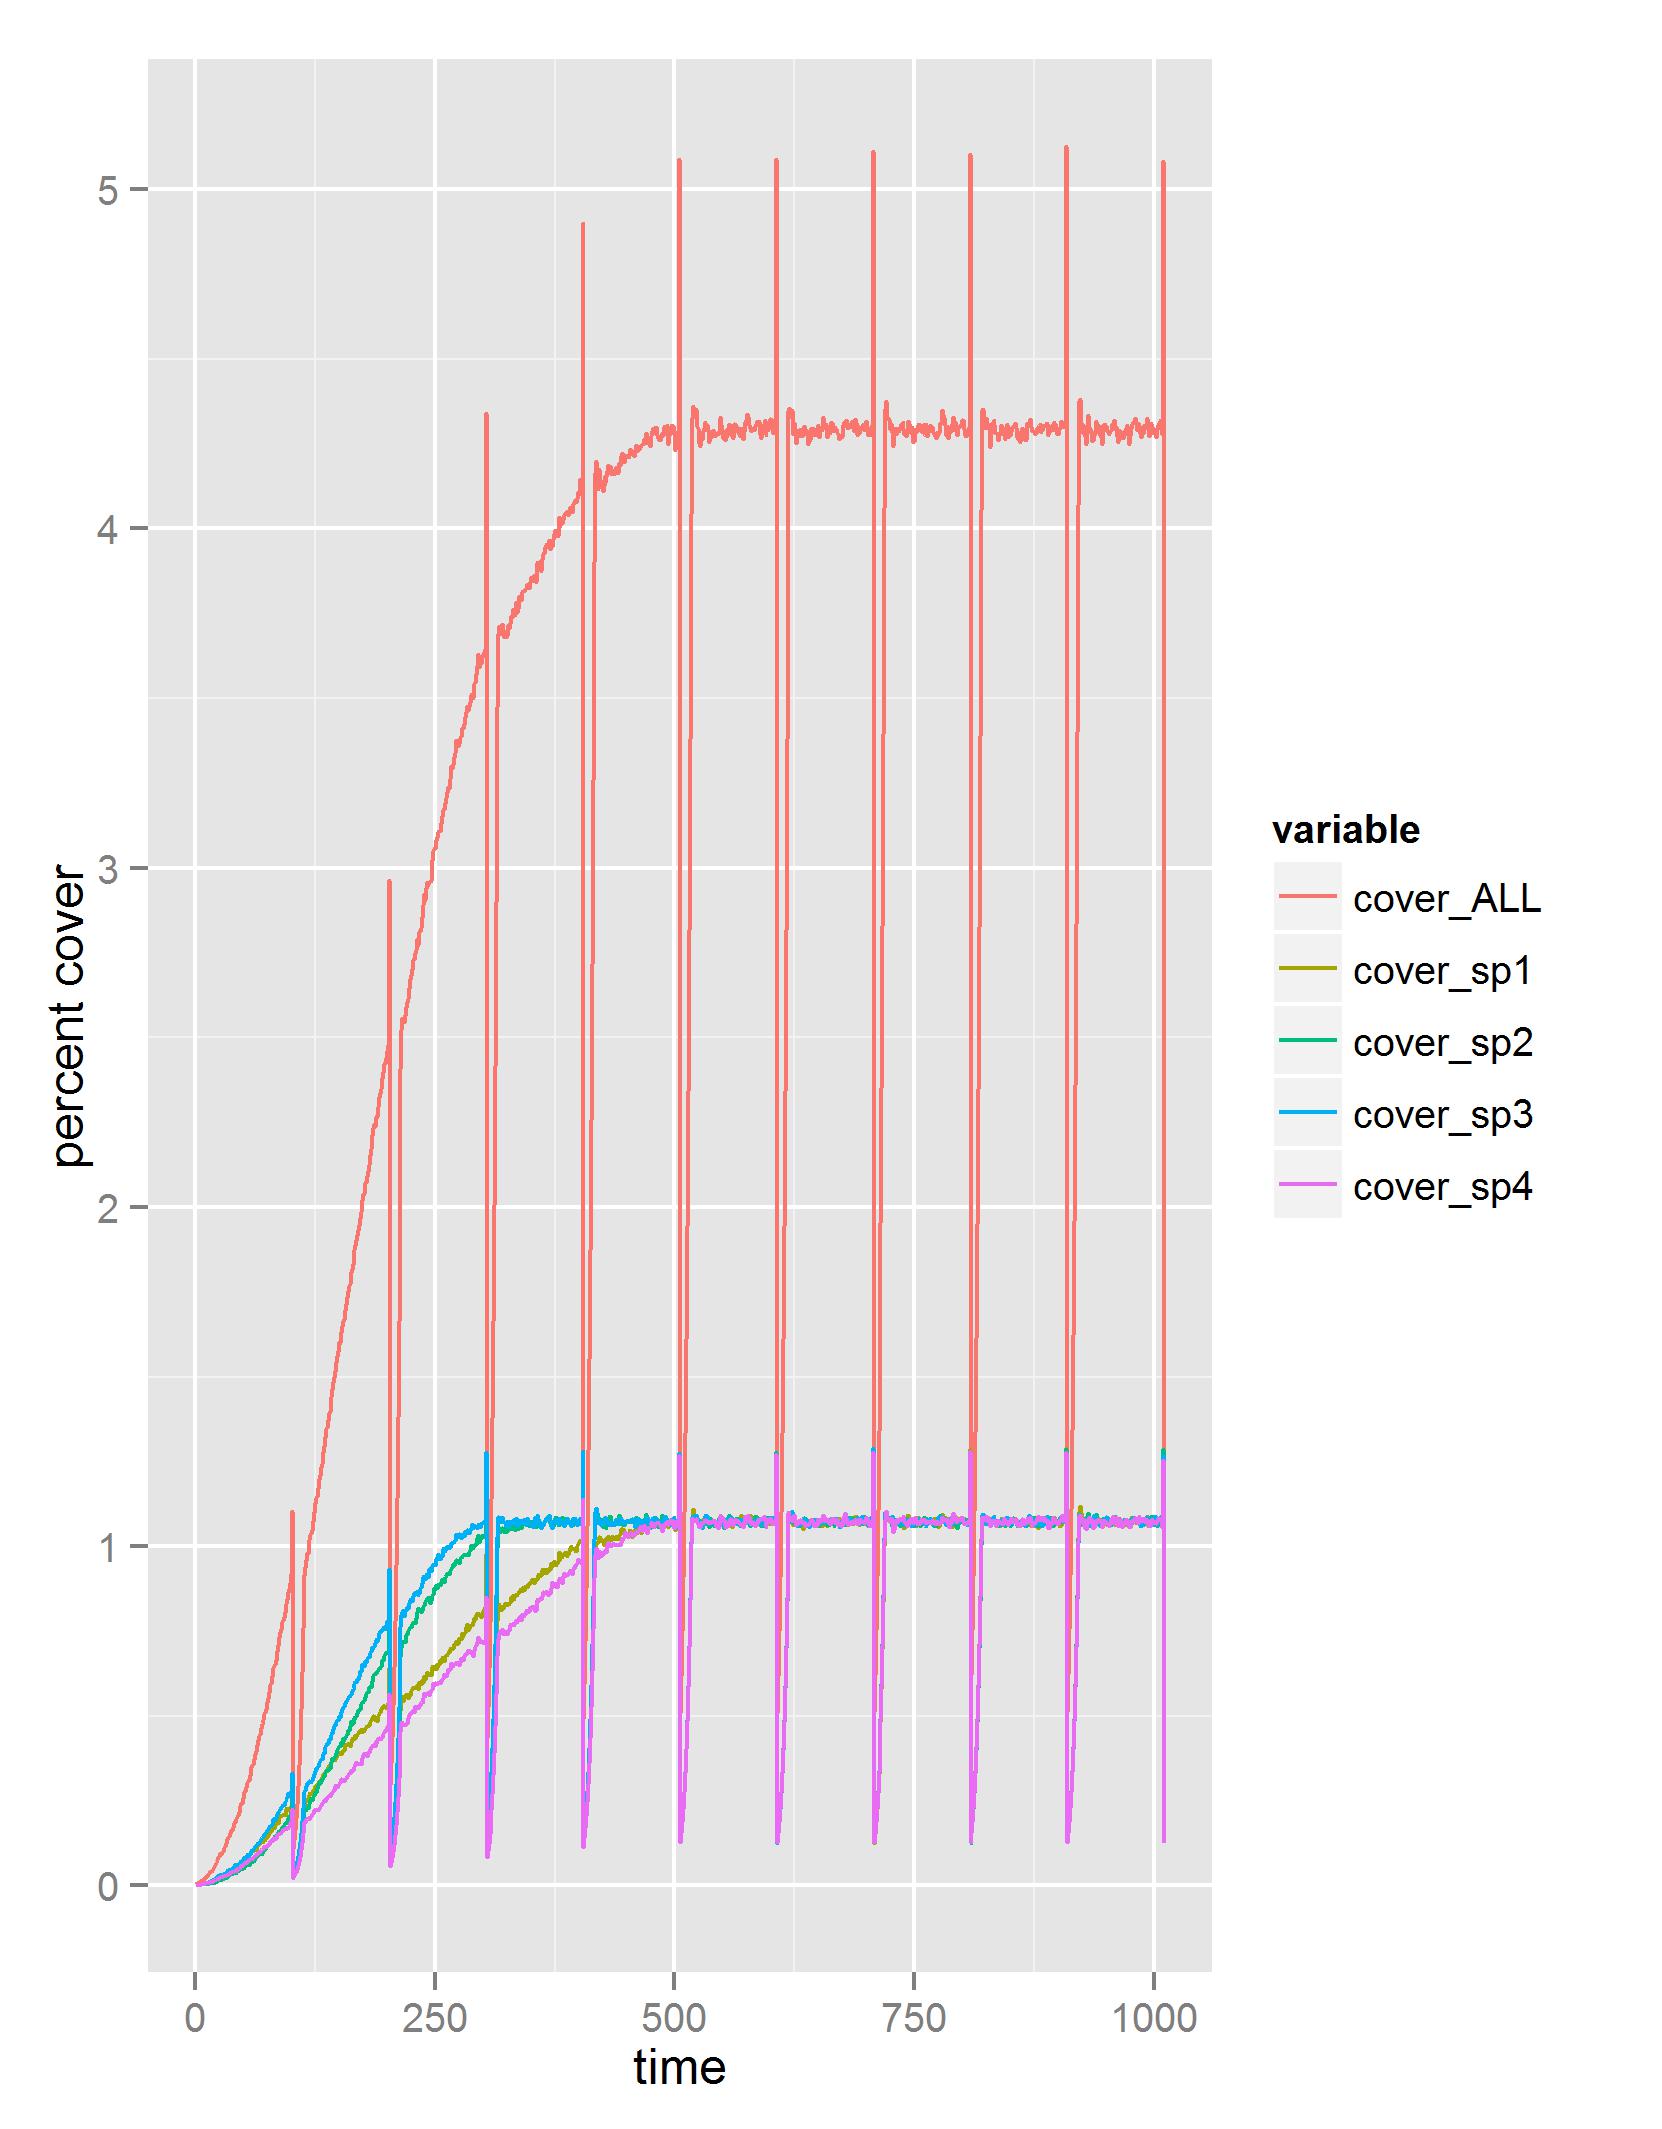 percent cover
5
4
3
2
1
0
0 250 500 750 1000
time
variable
cover_ALL
cover_sp1
cover_sp2
cover_sp3
cover_sp4